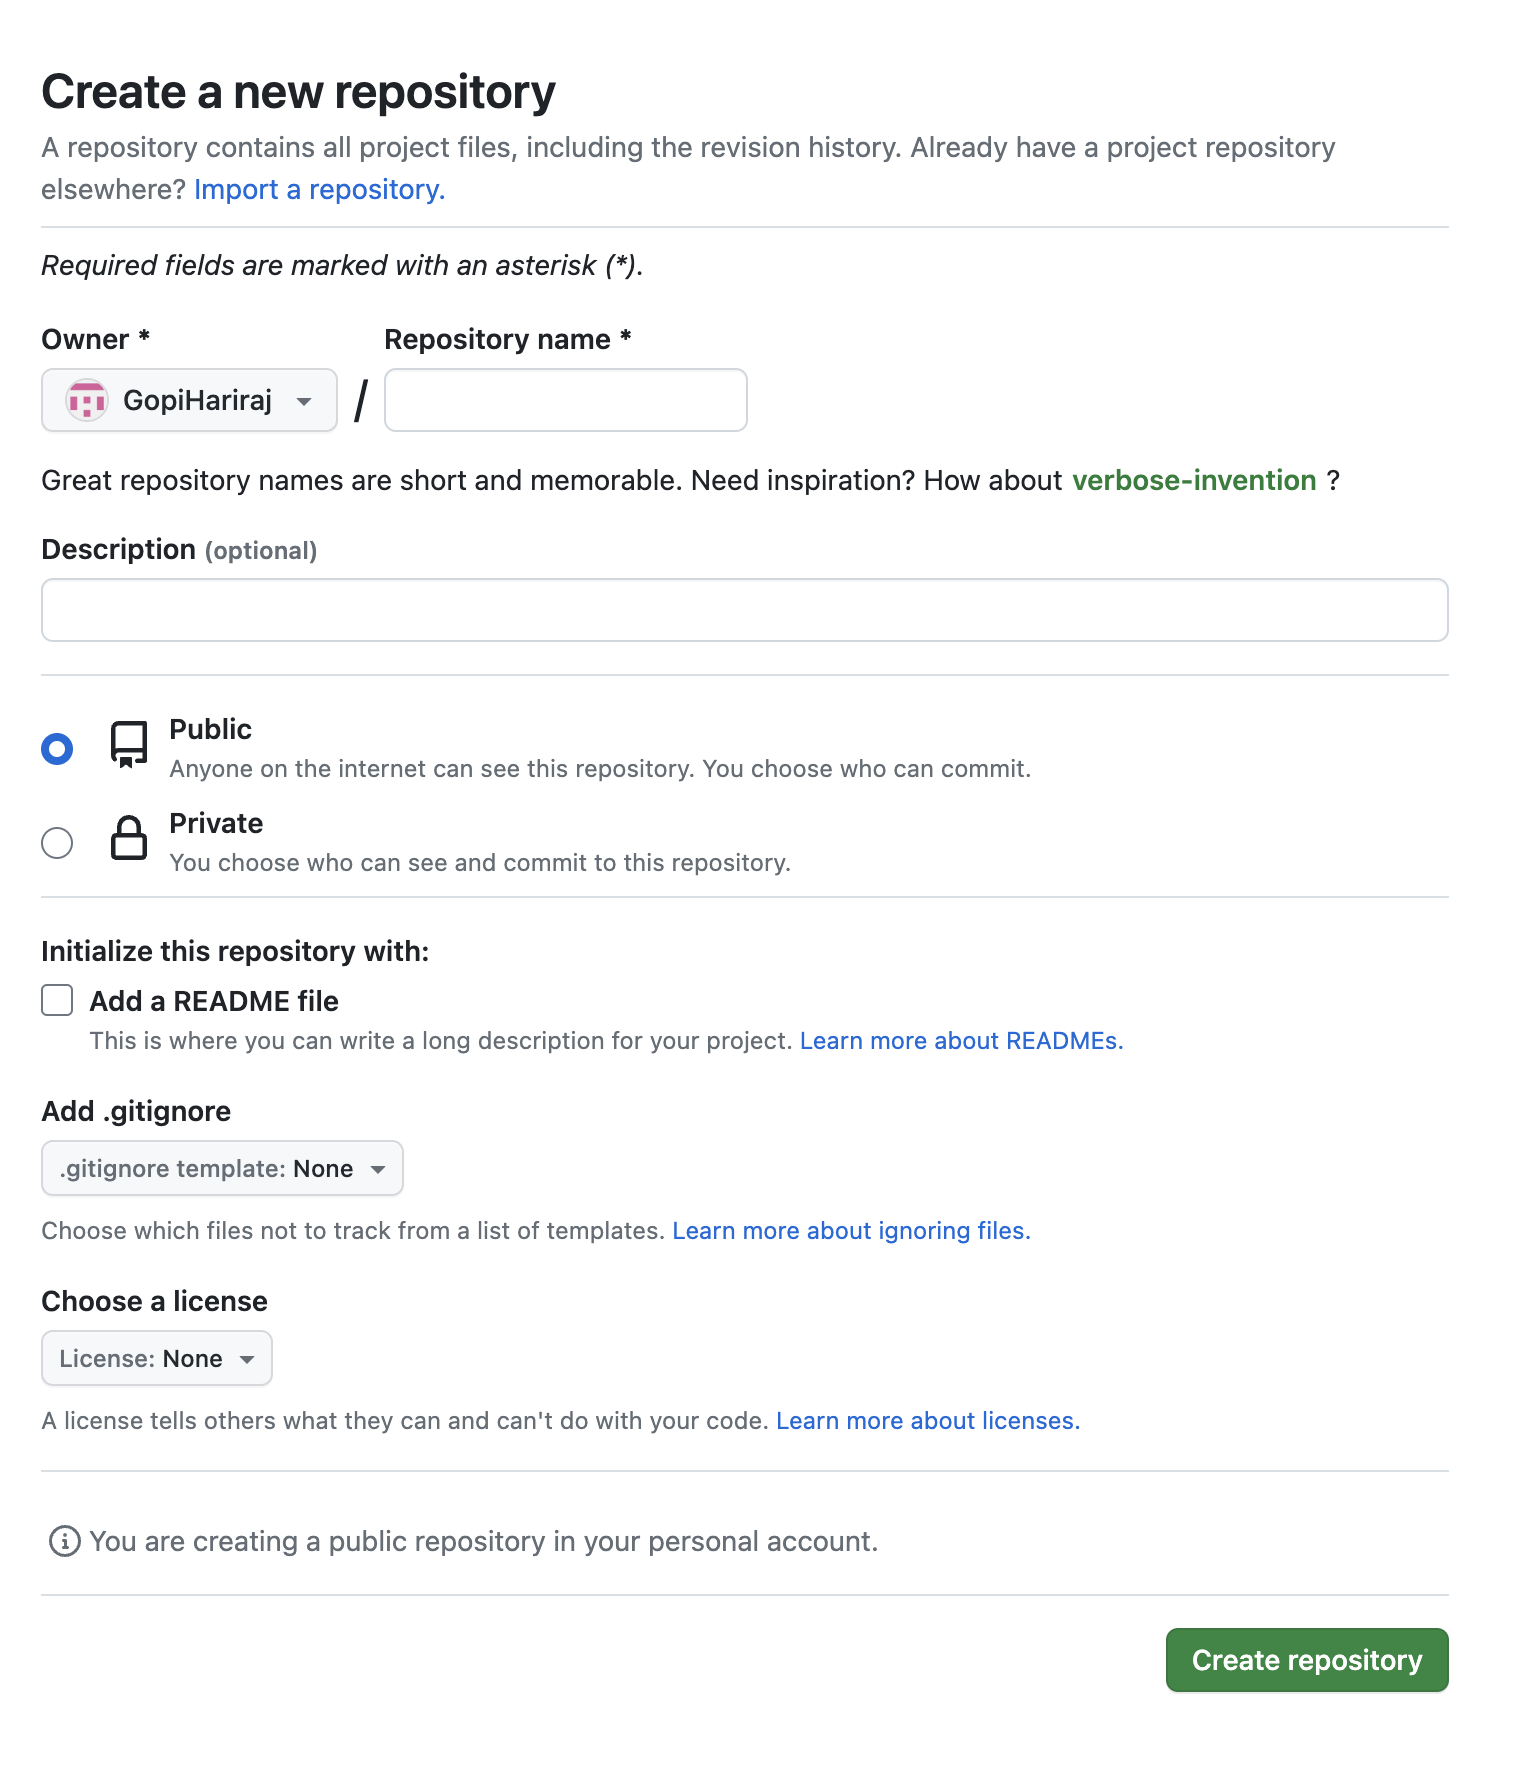 Create a new repository
A repository contains all project files, including the revision history. Already have a project repository
elsewhere? Import a repository.
Required fields are marked with an asterisk (*).
Owner * Repository name *
GopiHariraj /
Great repository names are short and memorable. Need inspiration? How about verbose-invention ?
Description (optional)
Public
Anyone on the internet can see this repository. You choose who can commit.
Private
You choose who can see and commit to this repository.
Initialize this repository with:
Add a README file
This is where you can write a long description for your project. Learn more about READMEs.
Add .gitignore
.gitignore template: None
Choose which files not to track from a list of templates. Learn more about ignoring files.
Choose a license
License: None
A license tells others what they can and can't do with your code. Learn more about licenses.
You are creating a public repository in your personal account.
Create repository